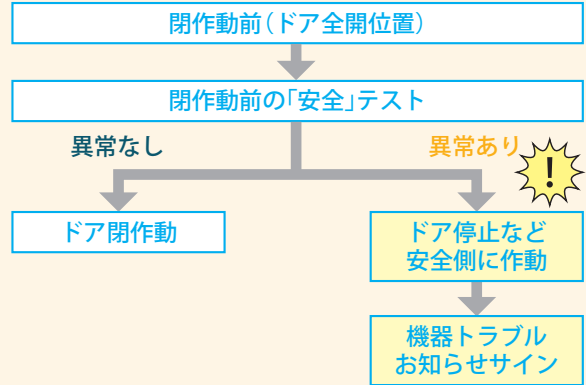 閉作動前（ドア全開位置）
閉作動前の「安全」テスト
異常なし
異常あり
!
ドア閉作動
ドア停止など
安全側に作動
機器トラブル
お知らせサイン